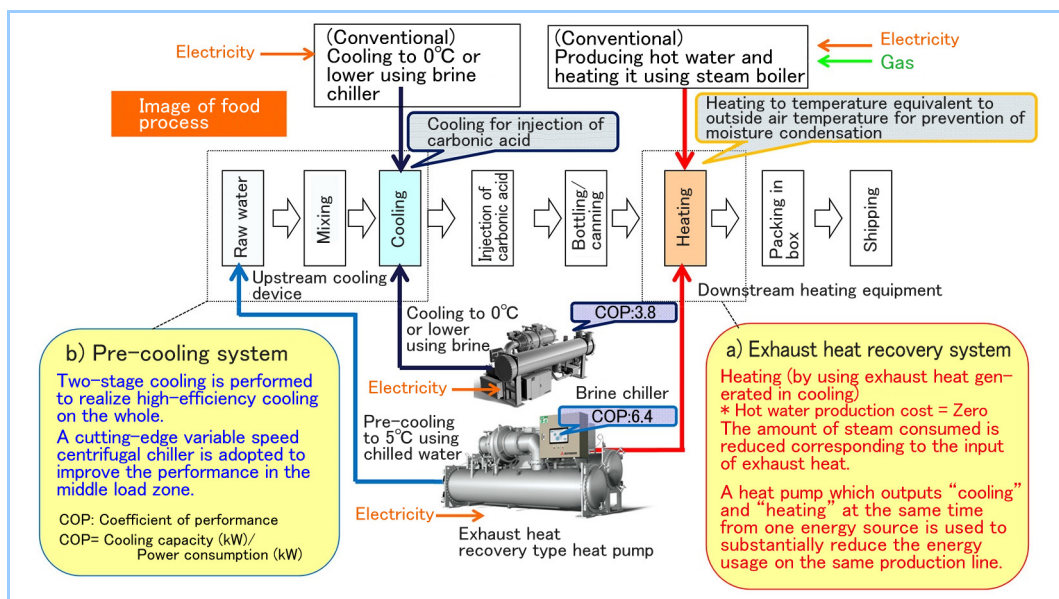 Electricity
(Conventional)
Cooling to 0℃ or
lower using brine
chiller
(Conventional)
Producing hot water and
heating it using steam boiler
Electricity
Gas
Image of food
process
Cooling for injection of
carbonic acid
Heating to temperature equivalent to
outside air temperature for prevention of
moisture condensation
Raw water
Mixing
Cooling
Injection of
carbonic acid
Bottling/
canning
Heating
Packing in
box
Shipping
Upstream cooling
device
Downstream heating equipment
Cooling to 0℃
or lower
using brine
COP:3.8
Electricity
Brine chiller
COP:6.4
Pre-cooling
to 5℃ using
chilled water
Electricity
Exhaust heat
recovery type heat pump
b) Pre-cooling system
Two-stage cooling is performed
to realize high-efficiency cooling
on the whole.
A cutting-edge variable speed
centrifugal chiller is adopted to
improve the performance in the
middle load zone.
COP: Coefficient of performance
COP= Cooling capacity (kW)/
Power consumption (kW)
a) Exhaust heat recovery system
Heating (by using exhaust heat gen-
erated in cooling)
* Hot water production cost = Zero
The amount of steam consumed is
reduced corresponding to the input
of exhaust heat.
A heat pump which outputs “cooling”
and “heating” at the same time
from one energy source is used to
substantially reduce the energy
usage on the same production line.